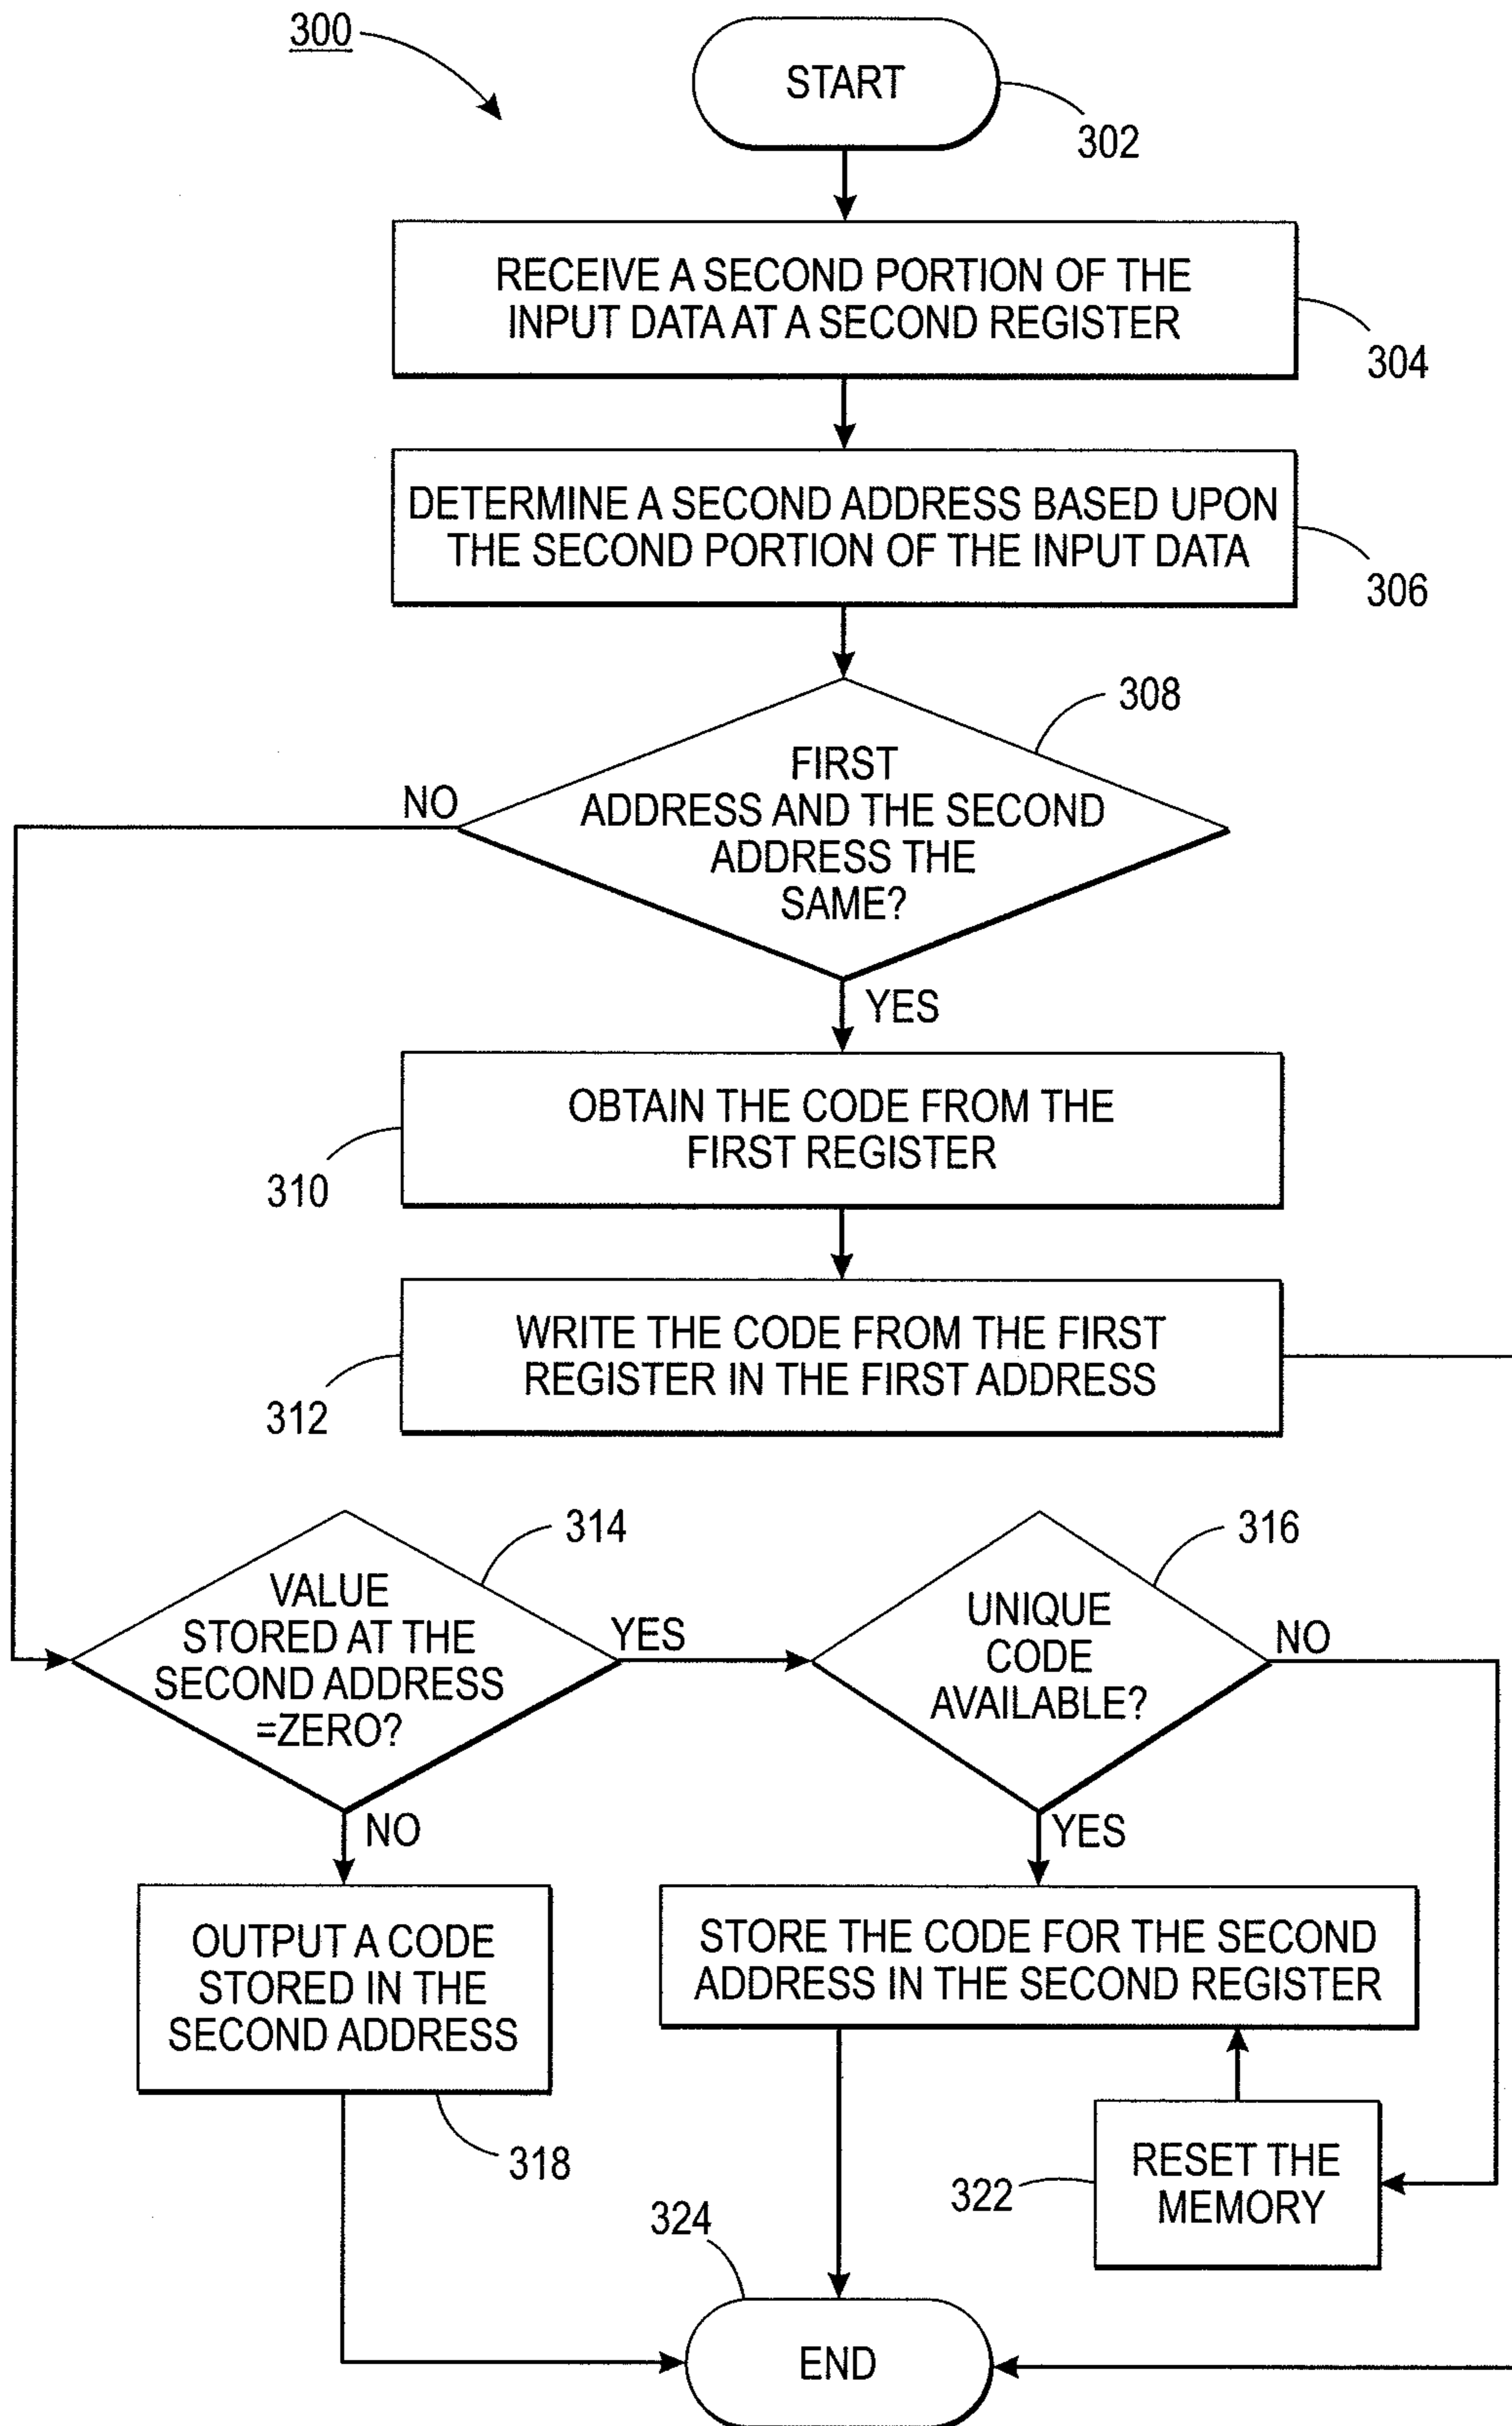 300
START
302
RECEIVE A SECOND PORTION OF THE
INPUT DATA AT A SECOND REGISTER
304
DETERMINE A SECOND ADDRESS BASED UPON
THE SECOND PORTION OF THE INPUT DATA
306
308
FIRST
ADDRESS AND THE SECOND
ADDRESS THE
SAME?
NO
YES
OBTAIN THE CODE FROM THE
FIRST REGISTER
310
WRITE THE CODE FROM THE FIRST
REGISTER IN THE FIRST ADDRESS
312
314
VALUE
STORED AT THE
SECOND ADDRESS
=ZERO?
YES
NO
316
UNIQUE
CODE
AVAILABLE?
NO
YES
OUTPUT A CODE
STORED IN THE
SECOND ADDRESS
318
STORE THE CODE FOR THE SECOND
ADDRESS IN THE SECOND REGISTER
RESET THE
MEMORY
322
324
END